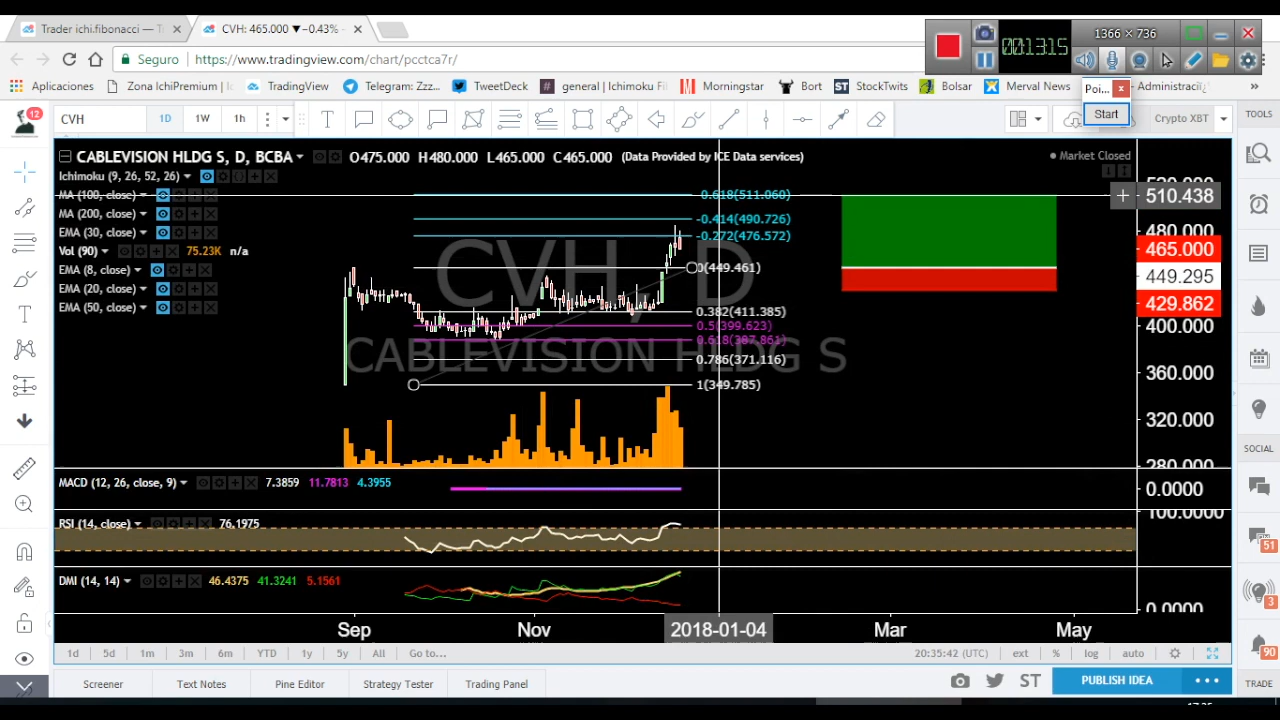 Trader ichi.fibonacci —
CVH: 465.000 ▼−0.43%
1366 × 736
00:13:15
Seguro
https://www.tradingview.com/chart/pcctca7r/
Aplicaciones
Zona IchiPremium
TradingView
Telegram: Zzz...
TweetDeck
general | Ichimoku Fi
Morningstar
Bort
StockTwits
Bolsar
Merval News
Poi...
Start
12
CVH
1D
1W
1h
Crypto XBT
TOOLS
CABLEVISION HLDG S, D, BCBA
O475.000 H480.000 L465.000 C465.000 (Data Provided by ICE Data services)
Market Closed
Ichimoku (9, 26, 52, 26)
MA (100, close)
MA (200, close)
EMA (30, close)
Vol (90) 75.23K n/a
EMA (8, close)
EMA (20, close)
EMA (50, close)
CVH, D
CABLEVISION HLDG S
-0.618(511.060)
-0.414(490.726)
-0.272(476.572)
0(449.461)
0.382(411.385)
0.5(399.623)
0.618(387.861)
0.786(371.116)
1(349.785)
510.438
480.000
465.000
449.295
429.862
400.000
360.000
320.000
280.000
MACD (12, 26, close, 9) 7.3859 11.7813 4.3955
0.0000
RSI (14, close) 76.1975
100.0000
DMI (14, 14) 46.4375 41.3241 5.1561
0.0000
Sep
Nov
2018-01-04
Mar
May
1d 5d 1m 3m 6m YTD 1y 5y All Go to...
20:35:42 (UTC) ext % log auto
Screener
Text Notes
Pine Editor
Strategy Tester
Trading Panel
ST
PUBLISH IDEA
SOCIAL
51
3
90
TRADE